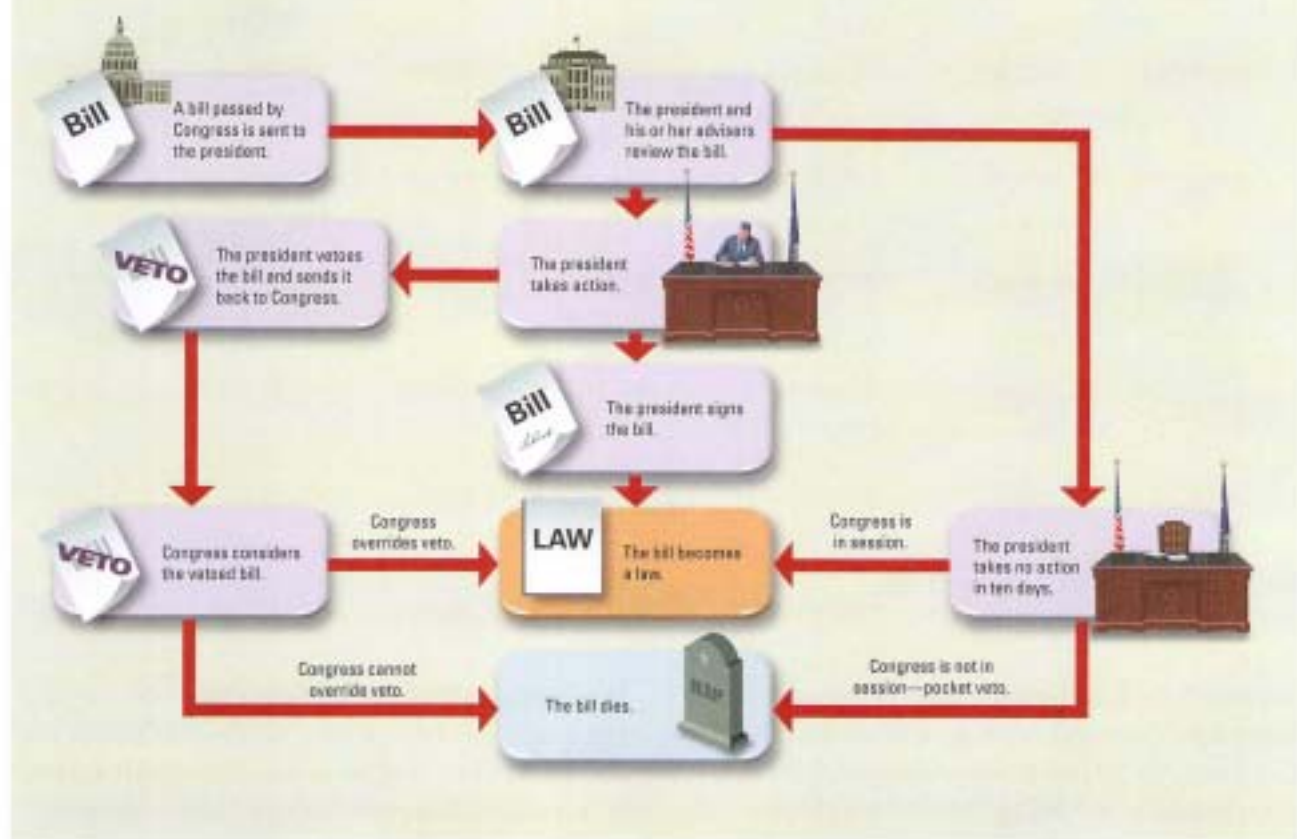 Bill
A bill passed by
Congress is sent to
the president.
Bill
The president and
his or her advisers
review the bill.
VETO
The president vetoes
the bill and sends it
back to Congress.
The president
takes action.
Bill
The president signs
the bill.
VETO
Congress considers
the vetoed bill.
Congress
overrides veto.
LAW
The bill becomes
a law.
Congress is
in session.
The president
takes no action
in ten days.
Congress cannot
override veto.
The bill dies.
RIP
Congress is not in
session—pocket veto.